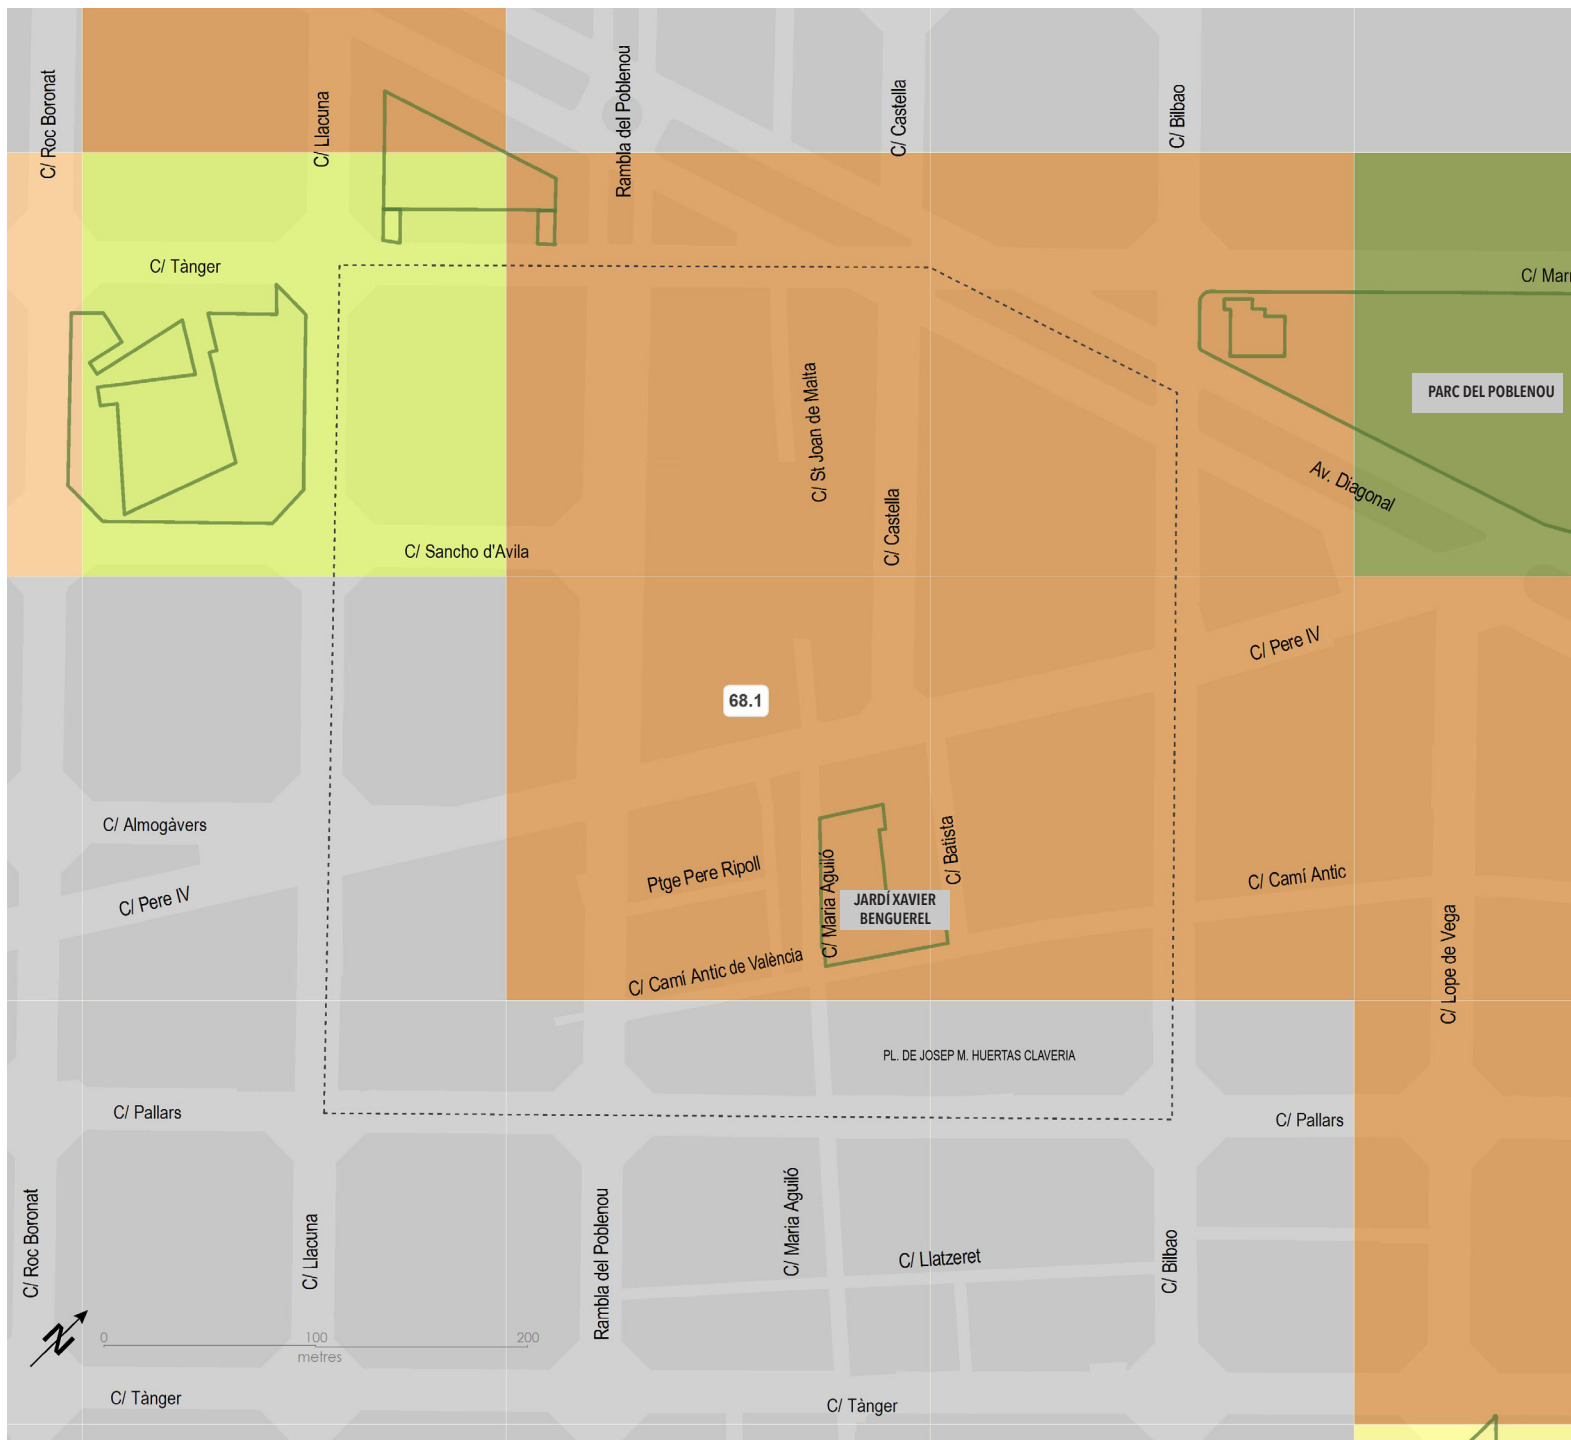 C/ Roc Boronat
C/ Llacuna
Rambla del Poblenou
C/ Castella
C/ Bilbao
C/ Tànger
C/ Marr
PARC DEL POBLENOU
C/ St Joan de Malta
C/ Castella
Av. Diagonal
C/ Sancho d'Avila
C/ Pere IV
68.1
C/ Almogàvers
C/ Pere IV
Ptge Pere Ripoll
C/ Maria Aguiló
C/ Batista
C/ Camí Antic
JARDÍ XAVIER
BENGUEREL
C/ Camí Antic de València
C/ Lope de Vega
PL. DE JOSEP M. HUERTAS CLAVERIA
C/ Pallars
C/ Pallars
C/ Roc Boronat
C/ Llacuna
Rambla del Poblenou
C/ Maria Aguiló
C/ Llatzeret
C/ Bilbao
N
0 100 200
metres
C/ Tànger
C/ Tànger